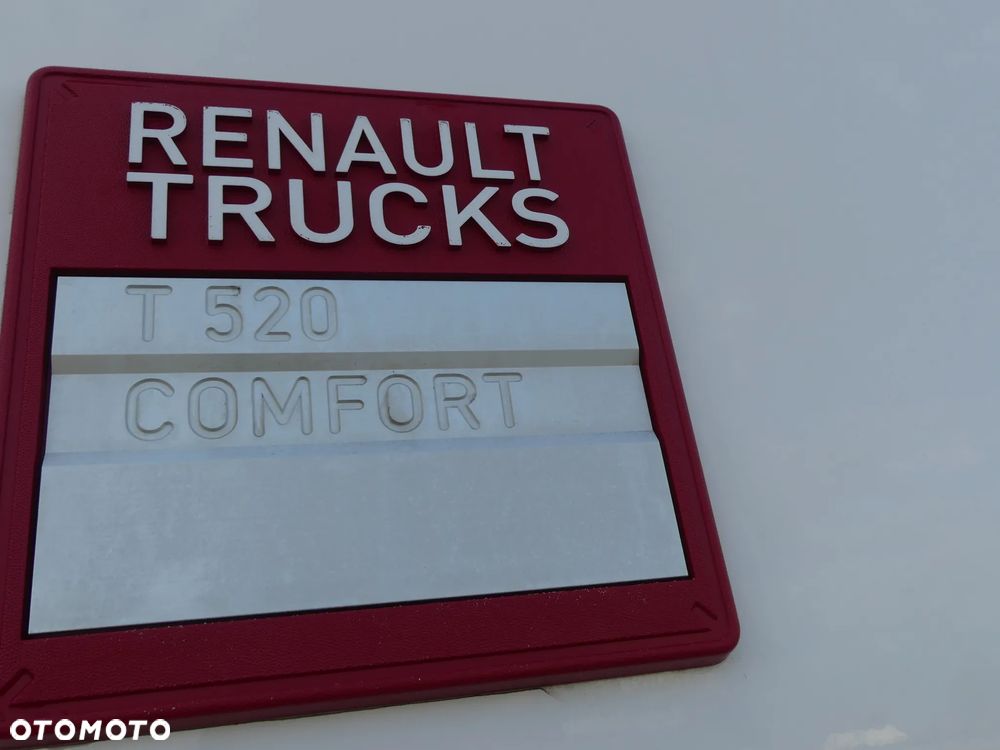 RENAULT
TRUCKS
T 520
COMFORT
OTOMOTO